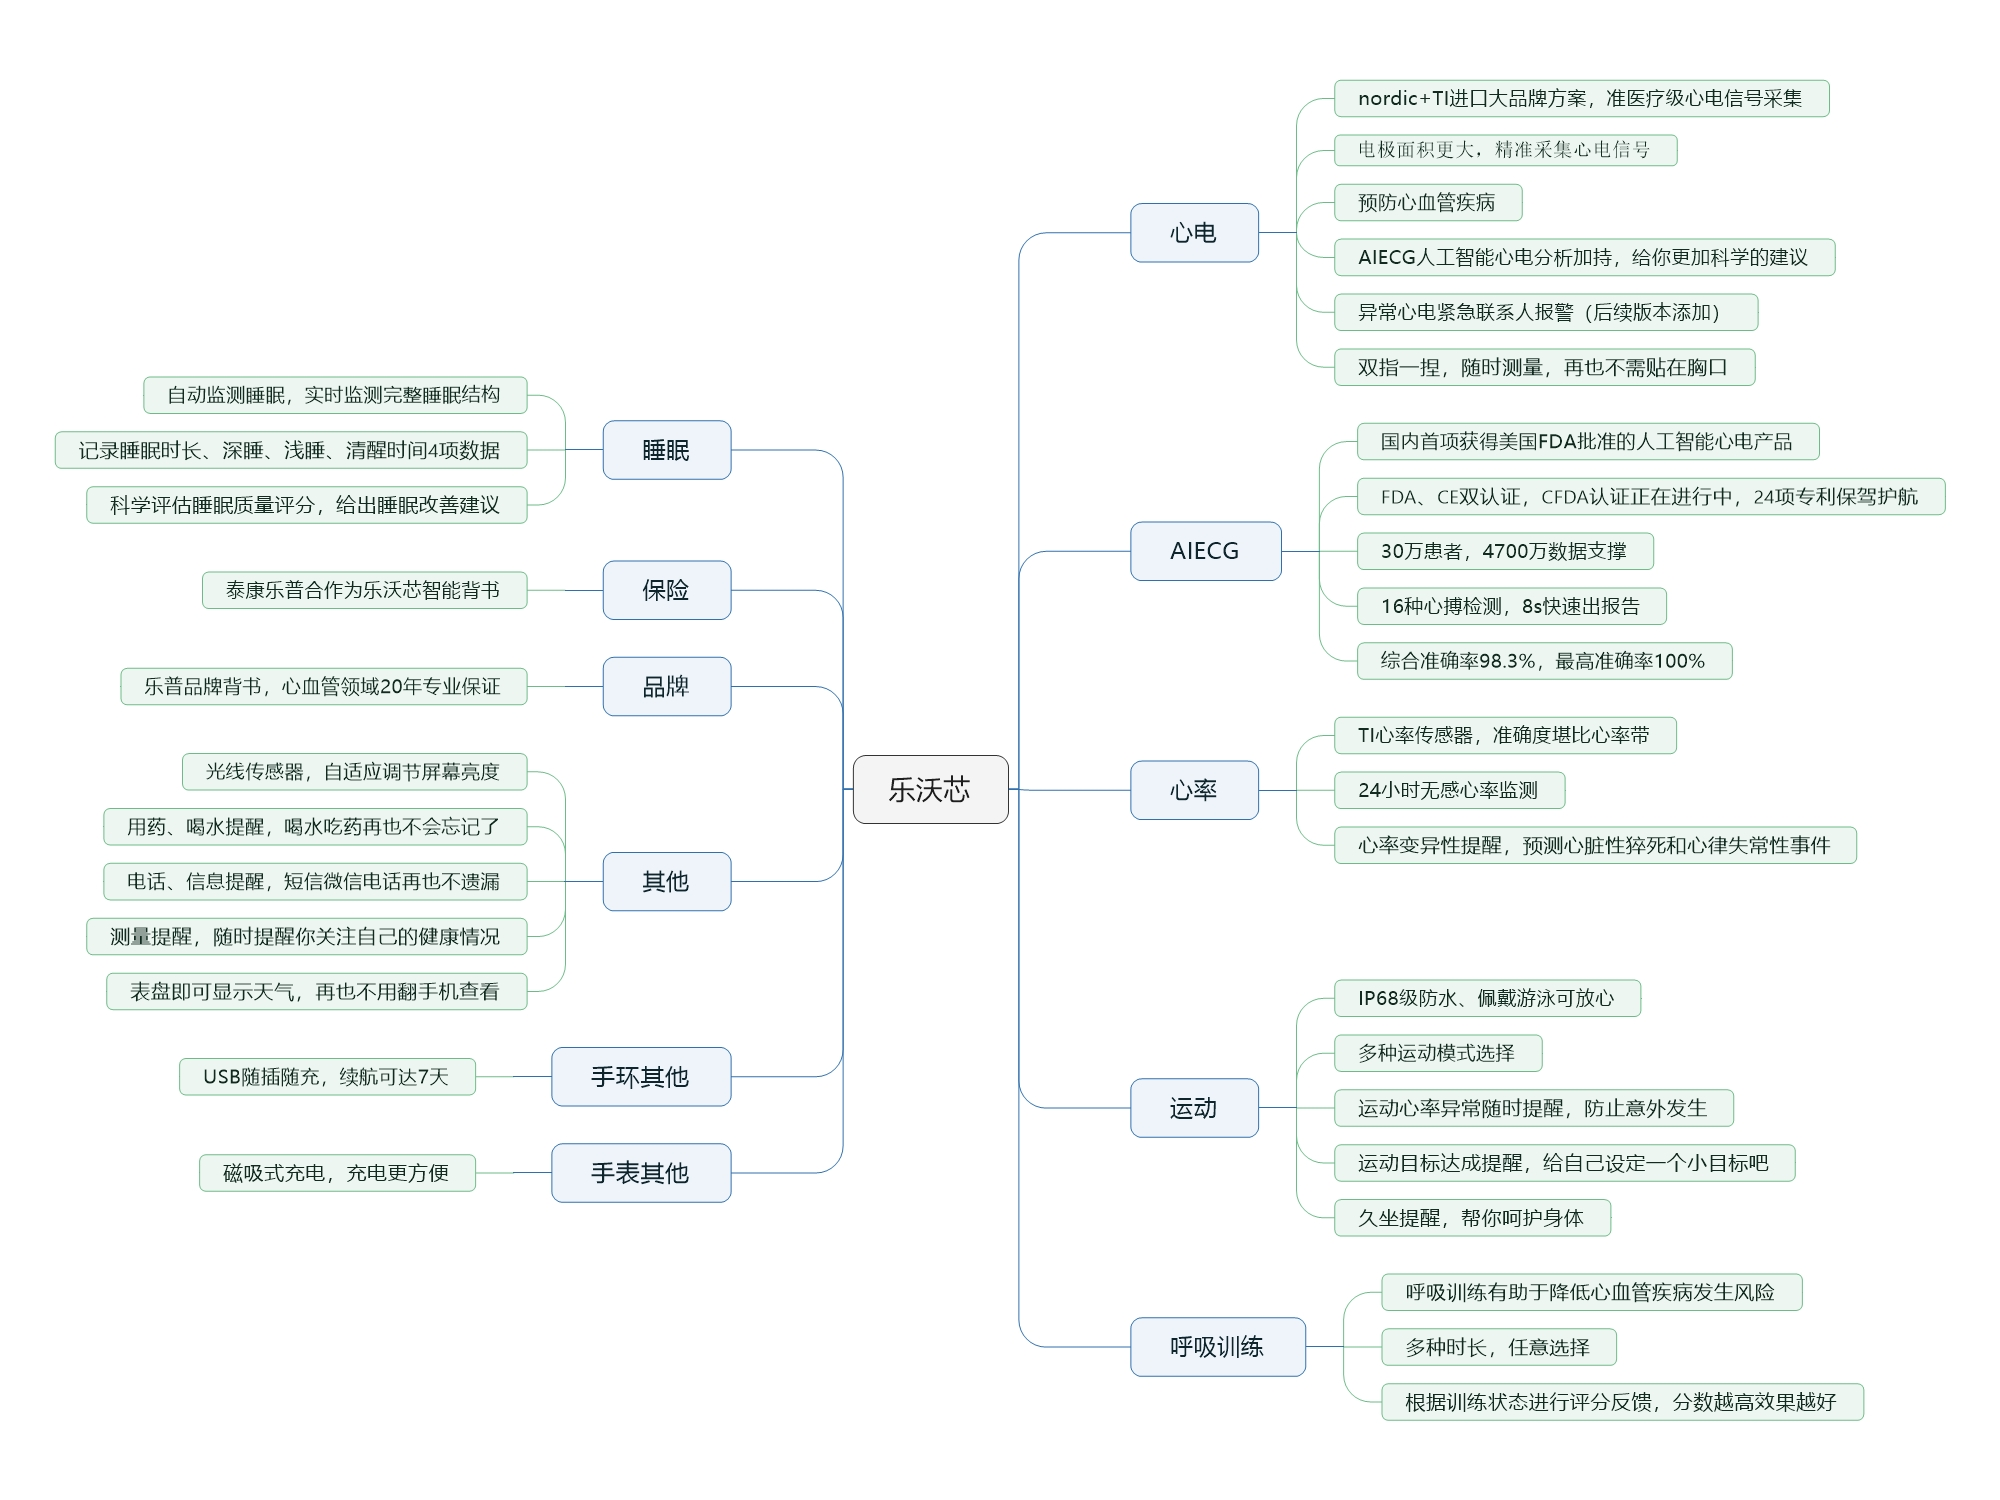 乐沃芯
心电
nordic+TI进口大品牌方案，准医疗级心电信号采集
电极面积更大，精准采集心电信号
预防心血管疾病
AIECG人工智能心电分析加持，给你更加科学的建议
异常心电紧急联系人报警（后续版本添加）
双指一捏，随时测量，再也不需贴在胸口
AIECG
国内首项获得美国FDA批准的人工智能心电产品
FDA、CE双认证，CFDA认证正在进行中，24项专利保驾护航
30万患者，4700万数据支撑
16种心搏检测，8s快速出报告
综合准确率98.3%，最高准确率100%
心率
TI心率传感器，准确度堪比心率带
24小时无感心率监测
心率变异性提醒，预测心脏性猝死和心律失常性事件
运动
IP68级防水、佩戴游泳可放心
多种运动模式选择
运动心率异常随时提醒，防止意外发生
运动目标达成提醒，给自己设定一个小目标吧
久坐提醒，帮你呵护身体
呼吸训练
呼吸训练有助于降低心血管疾病发生风险
多种时长，任意选择
根据训练状态进行评分反馈，分数越高效果越好
睡眠
自动监测睡眠，实时监测完整睡眠结构
记录睡眠时长、深睡、浅睡、清醒时间4项数据
科学评估睡眠质量评分，给出睡眠改善建议
保险
泰康乐普合作为乐沃芯智能背书
品牌
乐普品牌背书，心血管领域20年专业保证
其他
光线传感器，自适应调节屏幕亮度
用药、喝水提醒，喝水吃药再也不会忘记了
电话、信息提醒，短信微信电话再也不遗漏
测量提醒，随时提醒你关注自己的健康情况
表盘即可显示天气，再也不用翻手机查看
手环其他
USB随插随充，续航可达7天
手表其他
磁吸式充电，充电更方便